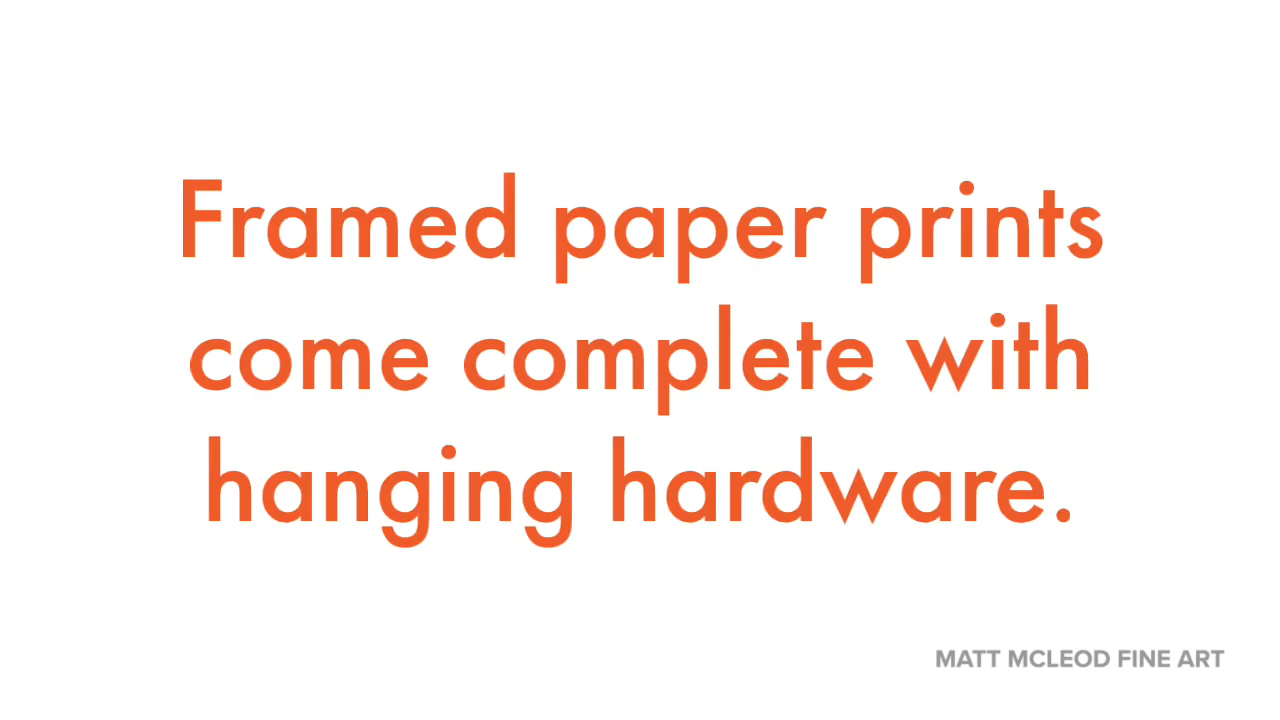 Framed paper prints
come complete with
hanging hardware.
MATT MCLEOD FINE ART